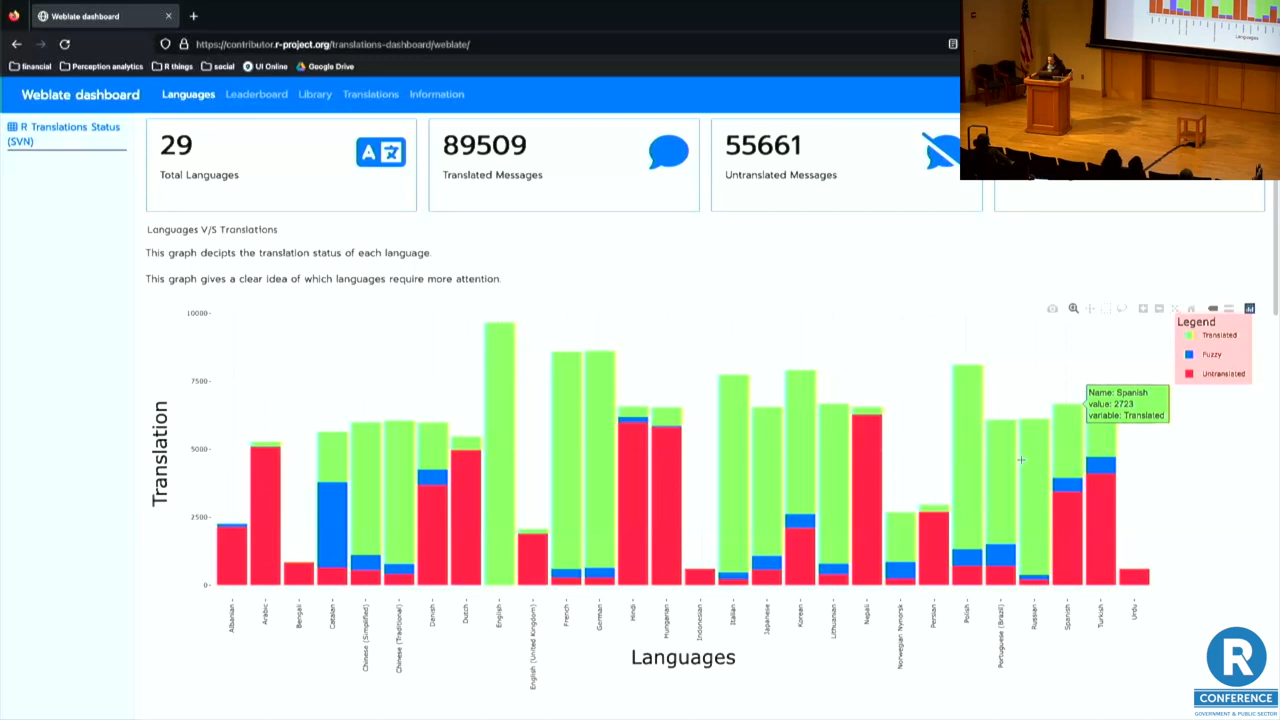 Weblate dashboard
https://contributor.r-project.org/translations-dashboard/weblate/
financial Perception analytics R things social UI Online Google Drive
Weblate dashboard Languages Leaderboard Library Translations Information
R Translations Status
(SVN)
29
Total Languages
89509
Translated Messages
55661
Untranslated Messages
Languages V/S Translations
This graph decipts the translation status of each language.
This graph gives a clear idea of which languages require more attention.
Legend
Translated
Fuzzy
Untranslated
Name: Spanish
value: 2723
variable: Translated
Translation
10000
7500
5000
2500
0
Albanian
Arabic
Bengali
Catalan
Chinese (Simplified)
Chinese (Traditional)
Danish
Dutch
English
English (United Kingdom)
French
German
Hindi
Hungarian
Indonesian
Italian
Japanese
Korean
Lithuanian
Nepali
Norwegian Nynorsk
Persian
Polish
Portuguese (Brazil)
Russian
Spanish
Turkish
Urdu
Languages
Languages
R
CONFERENCE
GOVERNMENT & PUBLIC SECTOR